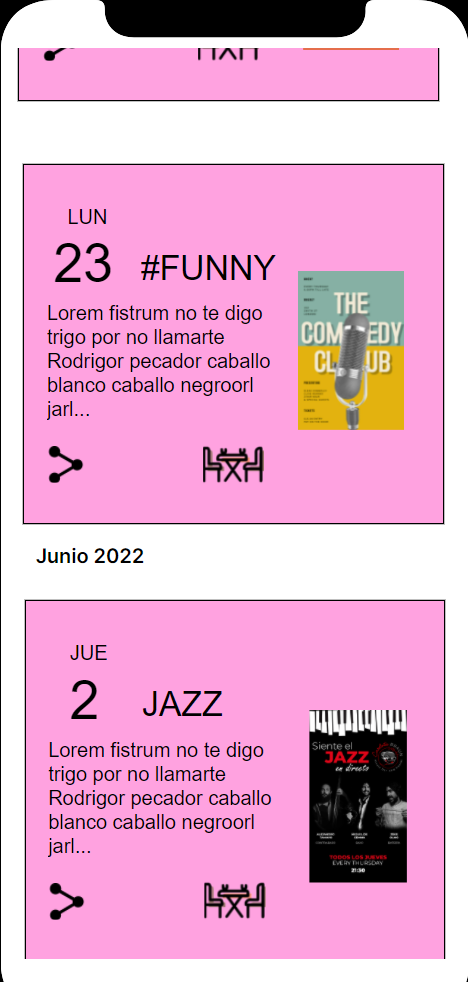 LUN
23 #FUNNY
Lorem fistrum no te digo
trigo por no llamarte
Rodrigor pecador caballo
blanco caballo negroorl
jarl...
THE
COMEDY
CLUB
Junio 2022
JUE
2 JAZZ
Lorem fistrum no te digo
trigo por no llamarte
Rodrigor pecador caballo
blanco caballo negroorl
jarl...
Siente el
JAZZ
en directo
TODOS LOS JUEVES
EVERY THURSDAY
21:30